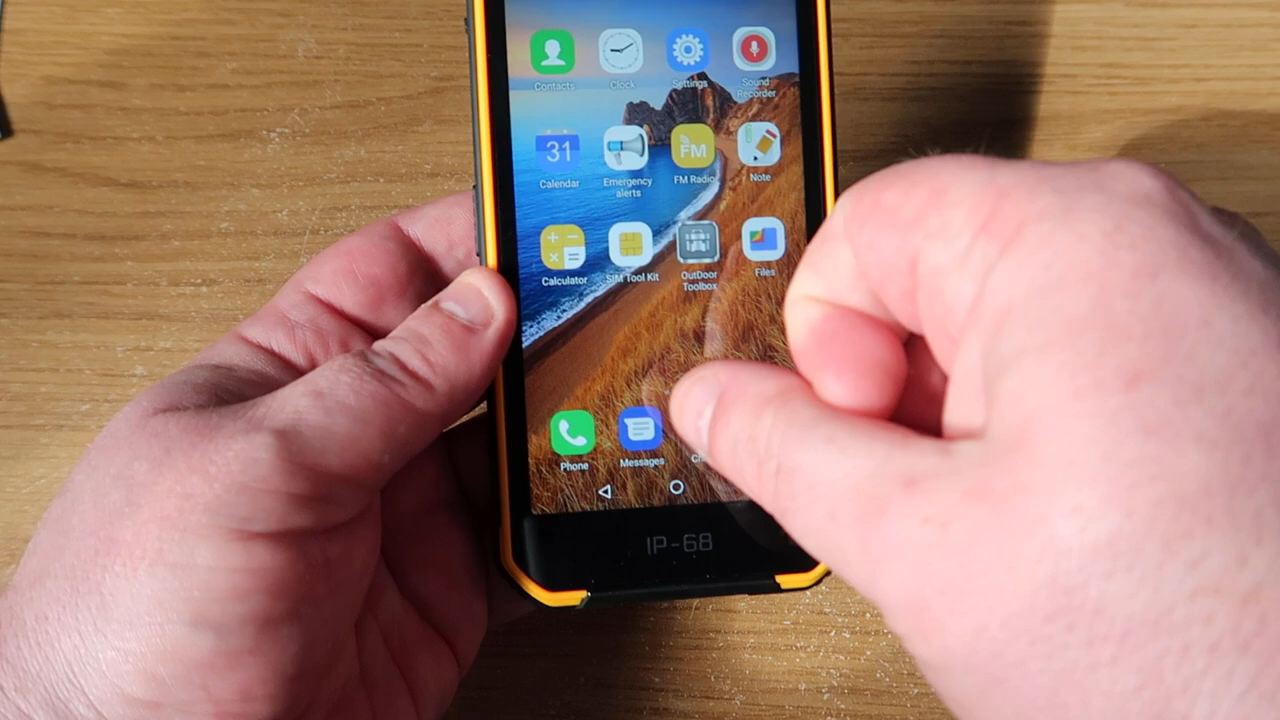 Contacts Clock Settings Sound Recorder
31 FM
Calendar Emergency alerts FM Radio Note
Calculator SIM Tool Kit OutDoor Toolbox Files
Phone Messages
IP-68